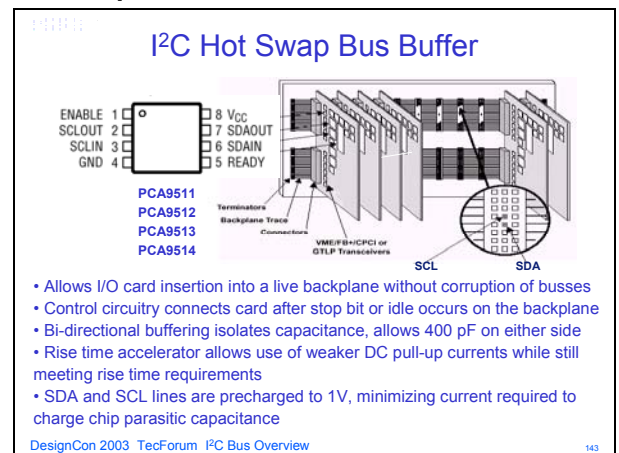 I²C Hot Swap Bus Buffer
ENABLE 1
SCLOUT 2
SCLIN 3
GND 4
8 VCC
7 SDAOUT
6 SDAIN
5 READY
PCA9511
PCA9512
PCA9513
PCA9514
Terminators
Backplane Trace
Connectors
VME/FB+/CPCI or
GTLP Transceivers
SCL
SDA
• Allows I/O card insertion into a live backplane without corruption of busses
• Control circuitry connects card after stop bit or idle occurs on the backplane
• Bi-directional buffering isolates capacitance, allows 400 pF on either side
• Rise time accelerator allows use of weaker DC pull-up currents while still
meeting rise time requirements
• SDA and SCL lines are precharged to 1V, minimizing current required to
charge chip parasitic capacitance
DesignCon 2003 TecForum I²C Bus Overview
143